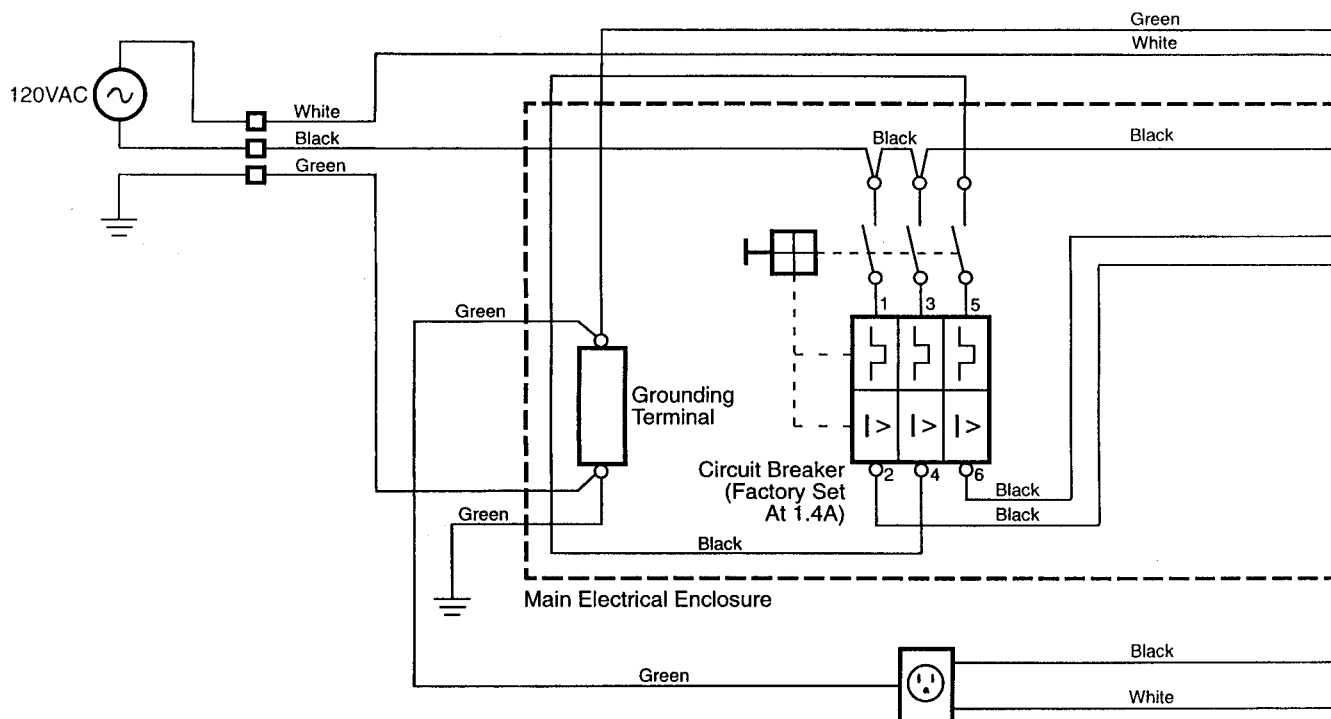 Green
White
120VAC
White
Black
Black
Black
Green
1 3 5
Green
Grounding
Terminal
I> I> I>
Circuit Breaker
(Factory Set
At 1.4A)
2 4 6
Black
Black
Green
Black
Main Electrical Enclosure
Black
Green
White